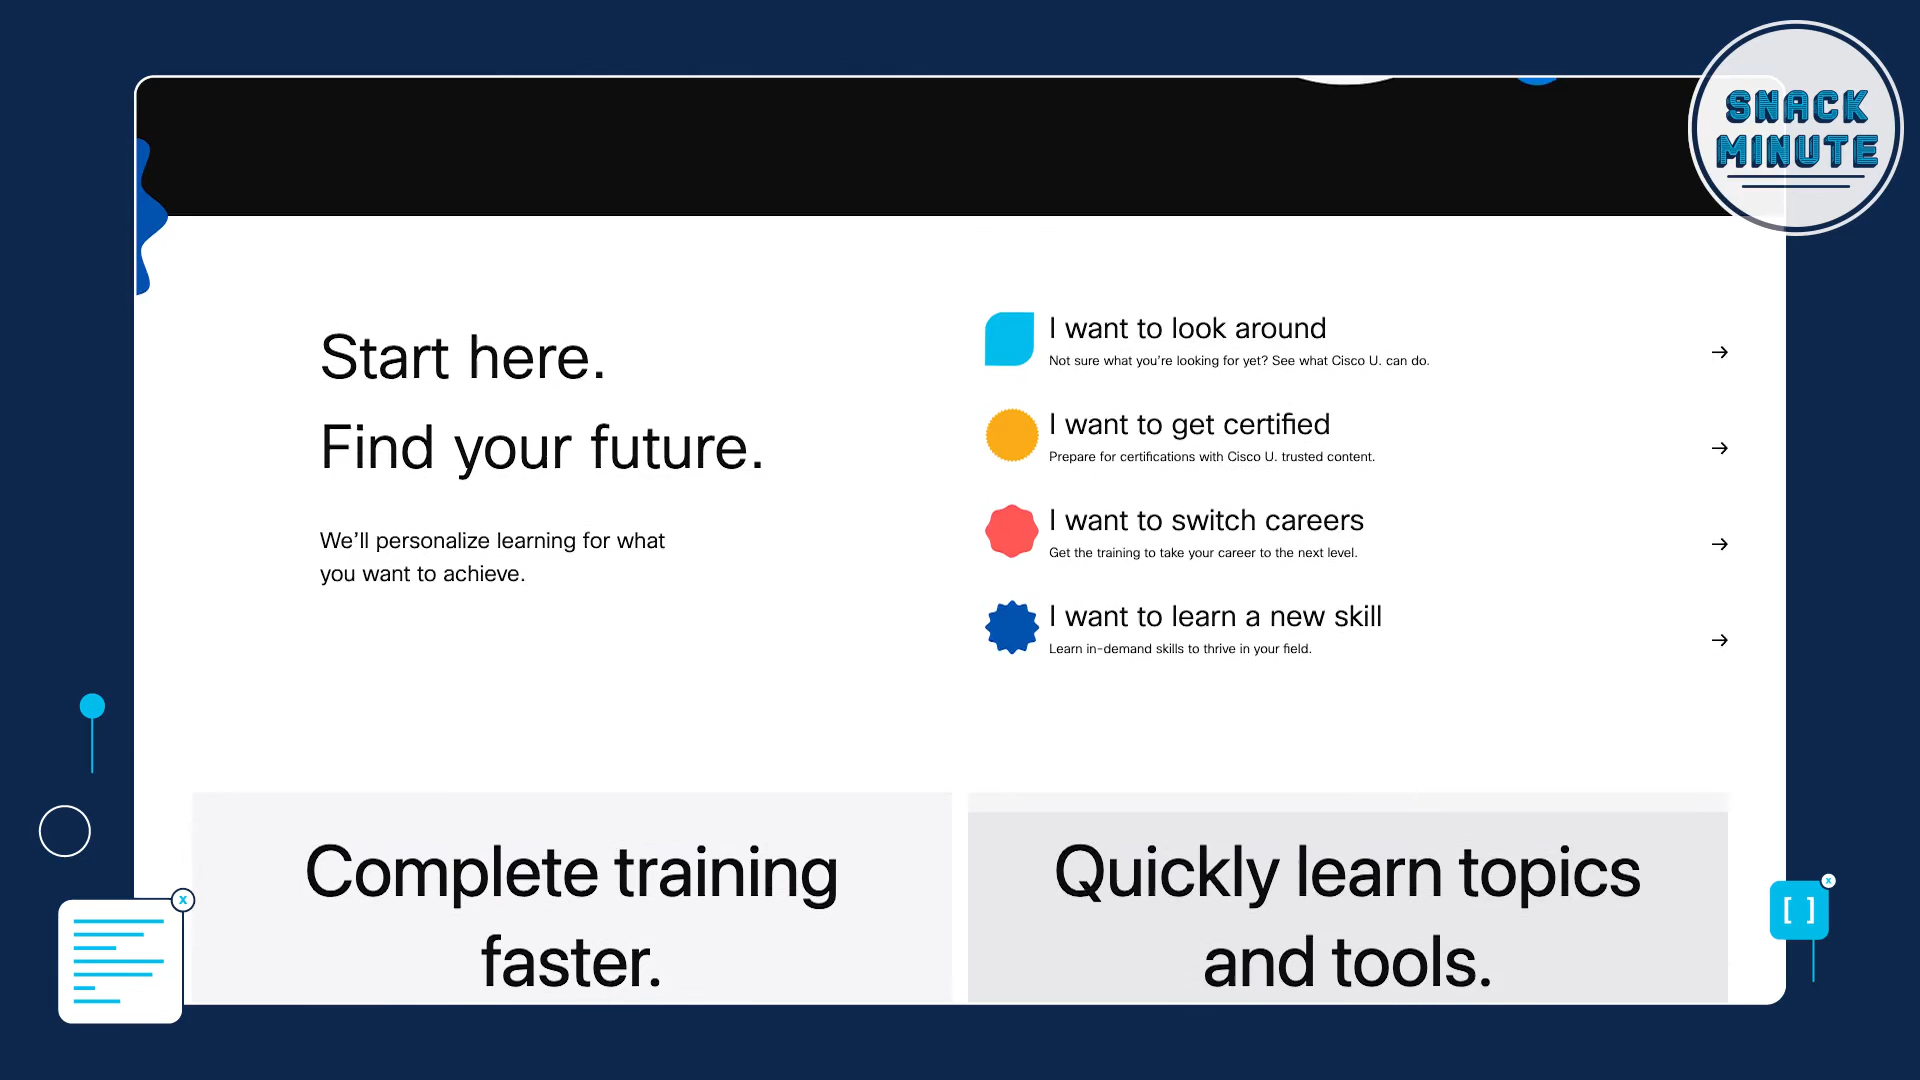 SNACK
MINUTE
Start here.
Find your future.
We’ll personalize learning for what
you want to achieve.
I want to look around
Not sure what you’re looking for yet? See what Cisco U. can do.
I want to get certified
Prepare for certifications with Cisco U. trusted content.
I want to switch careers
Get the training to take your career to the next level.
I want to learn a new skill
Learn in-demand skills to thrive in your field.
Complete training
faster.
Quickly learn topics
and tools.
x
x
[ ]